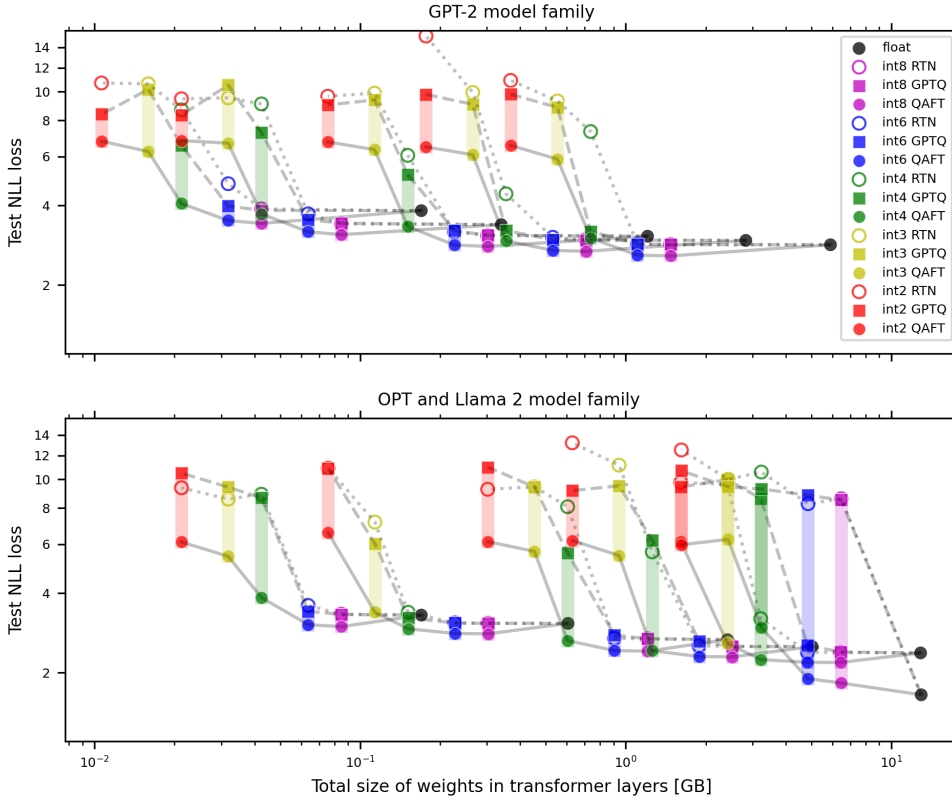 GPT-2 model family
Test NLL loss
14
12
10
8
6
4
2
float
int8 RTN
int8 GPTQ
int8 QAFT
int6 RTN
int6 GPTQ
int6 QAFT
int4 RTN
int4 GPTQ
int4 QAFT
int3 RTN
int3 GPTQ
int3 QAFT
int2 RTN
int2 GPTQ
int2 QAFT
OPT and Llama 2 model family
Test NLL loss
14
12
10
8
6
4
2
10⁻² 10⁻¹ 10⁰ 10¹
Total size of weights in transformer layers [GB]